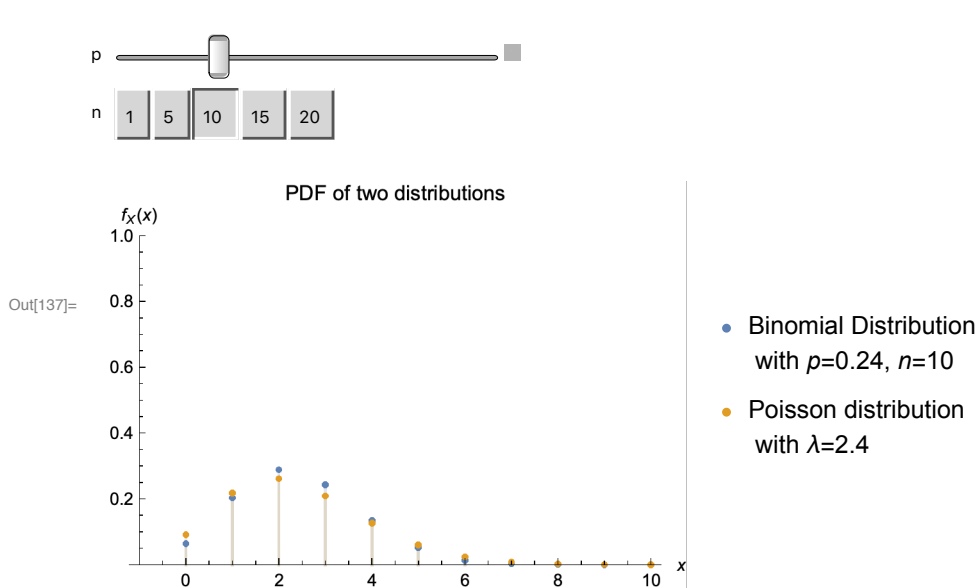 p
n 1 5 10 15 20
PDF of two distributions
fX(x)
1.0
Out[137]=
0.8
0.6
0.4
0.2
0 2 4 6 8 10 x
Binomial Distribution
with p=0.24, n=10
Poisson distribution
with λ=2.4